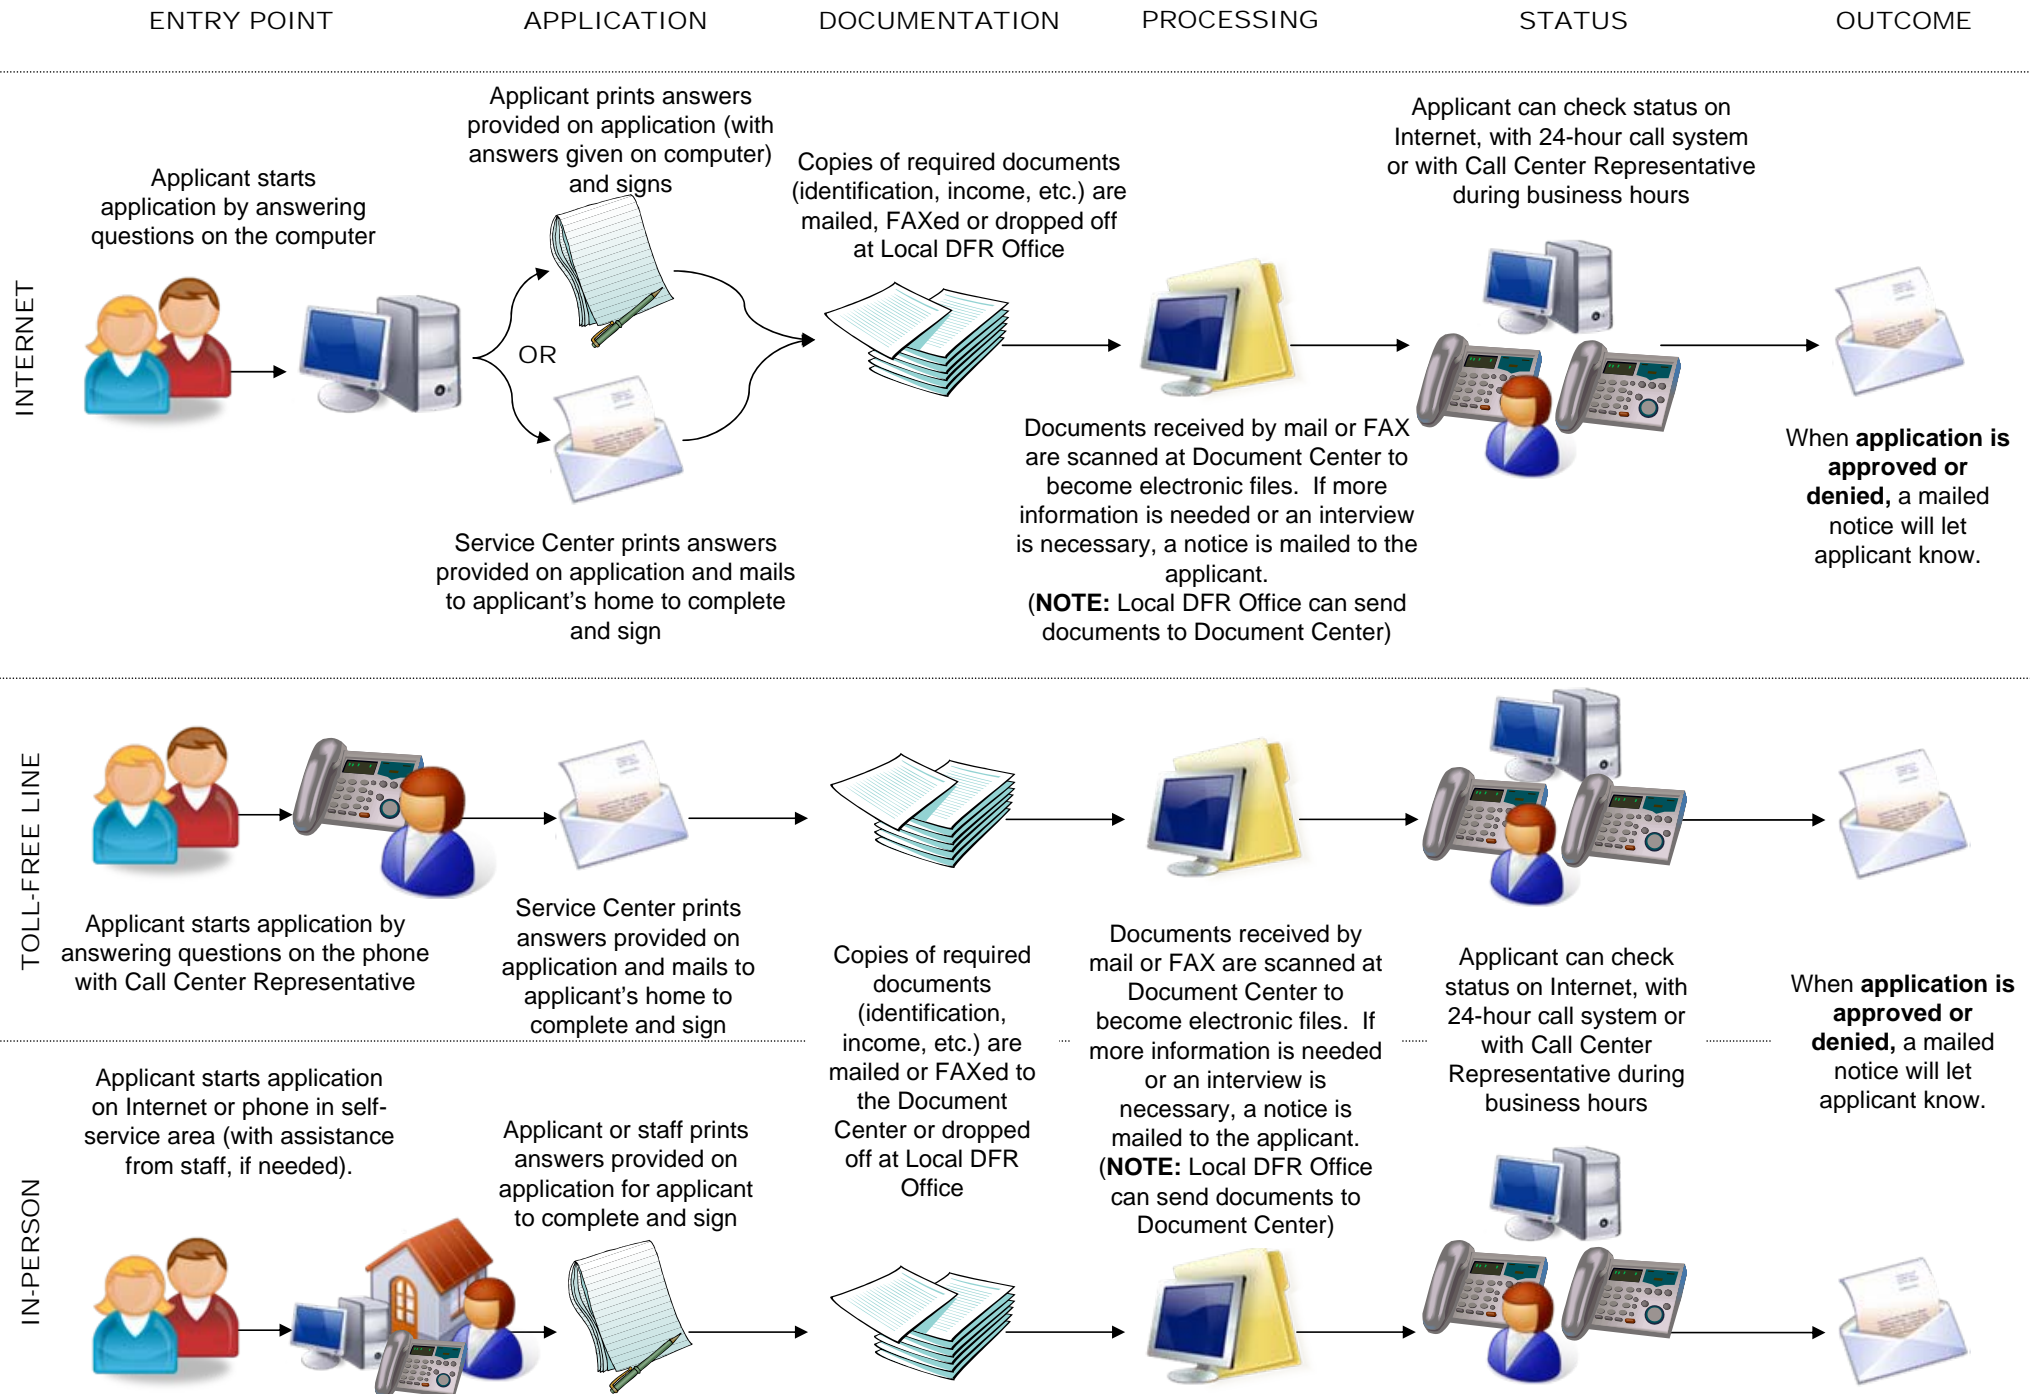 ENTRY POINT
APPLICATION
DOCUMENTATION
PROCESSING
STATUS
OUTCOME
INTERNET
Applicant starts
application by answering
questions on the computer
Applicant prints answers
provided on application (with
answers given on computer)
and signs
OR
Service Center prints answers
provided on application and mails
to applicant's home to complete
and sign
Copies of required documents
(identification, income, etc.) are
mailed, FAXed or dropped off
at Local DFR Office
Documents received by mail or FAX
are scanned at Document Center to
become electronic files. If more
information is needed or an interview
is necessary, a notice is mailed to the
applicant.
(NOTE: Local DFR Office can send
documents to Document Center)
Applicant can check status on
Internet, with 24-hour call system
or with Call Center Representative
during business hours
When application is
approved or
denied, a mailed
notice will let
applicant know.
TOLL-FREE LINE
Applicant starts application by
answering questions on the phone
with Call Center Representative
Service Center prints
answers provided on
application and mails to
applicant's home to
complete and sign
Copies of required
documents
(identification,
income, etc.) are
mailed or FAXed to
the Document
Center or dropped
off at Local DFR
Office
Documents received by
mail or FAX are scanned at
Document Center to
become electronic files. If
more information is needed
or an interview is
necessary, a notice is
mailed to the applicant.
(NOTE: Local DFR Office
can send documents to
Document Center)
Applicant can check
status on Internet, with
24-hour call system or
with Call Center
Representative during
business hours
When application is
approved or
denied, a mailed
notice will let
applicant know.
IN-PERSON
Applicant starts application
on Internet or phone in self-
service area (with assistance
from staff, if needed).
Applicant or staff prints
answers provided on
application for applicant
to complete and sign